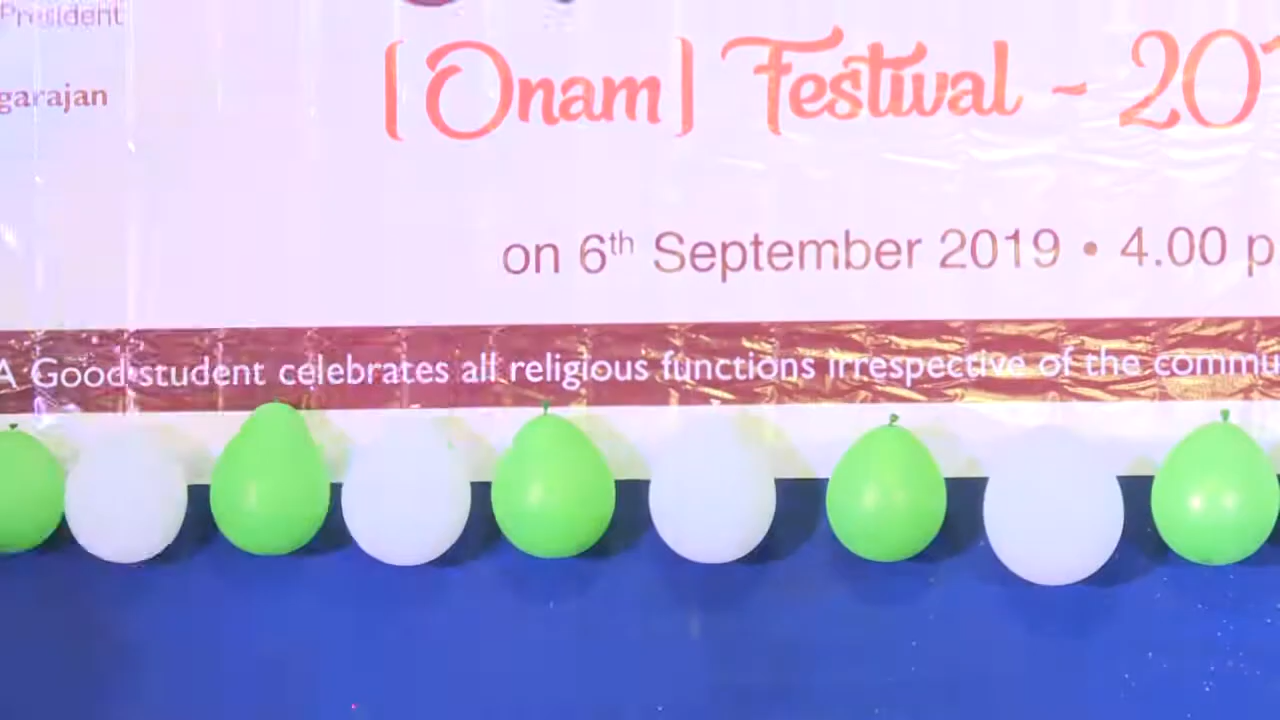 President
garajan
[Onam] Festival - 201
on 6th September 2019 • 4.00 p
A Good student celebrates all religious functions irrespective of the commu